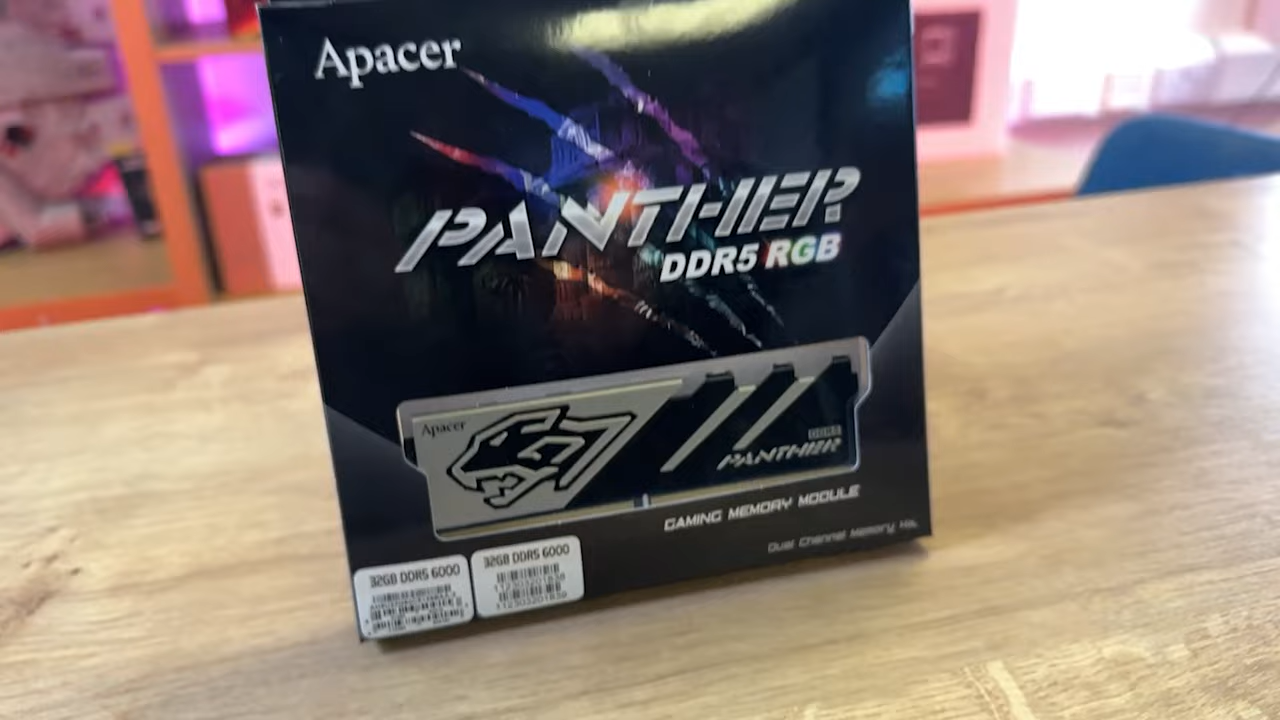 Apacer
PANTHER
DDR5 RGB
Apacer
DDR5
PANTHER
GAMING MEMORY MODULE
Dual Channel Memory Kit
32GB DDR5 6000
32GB DDR5 6000